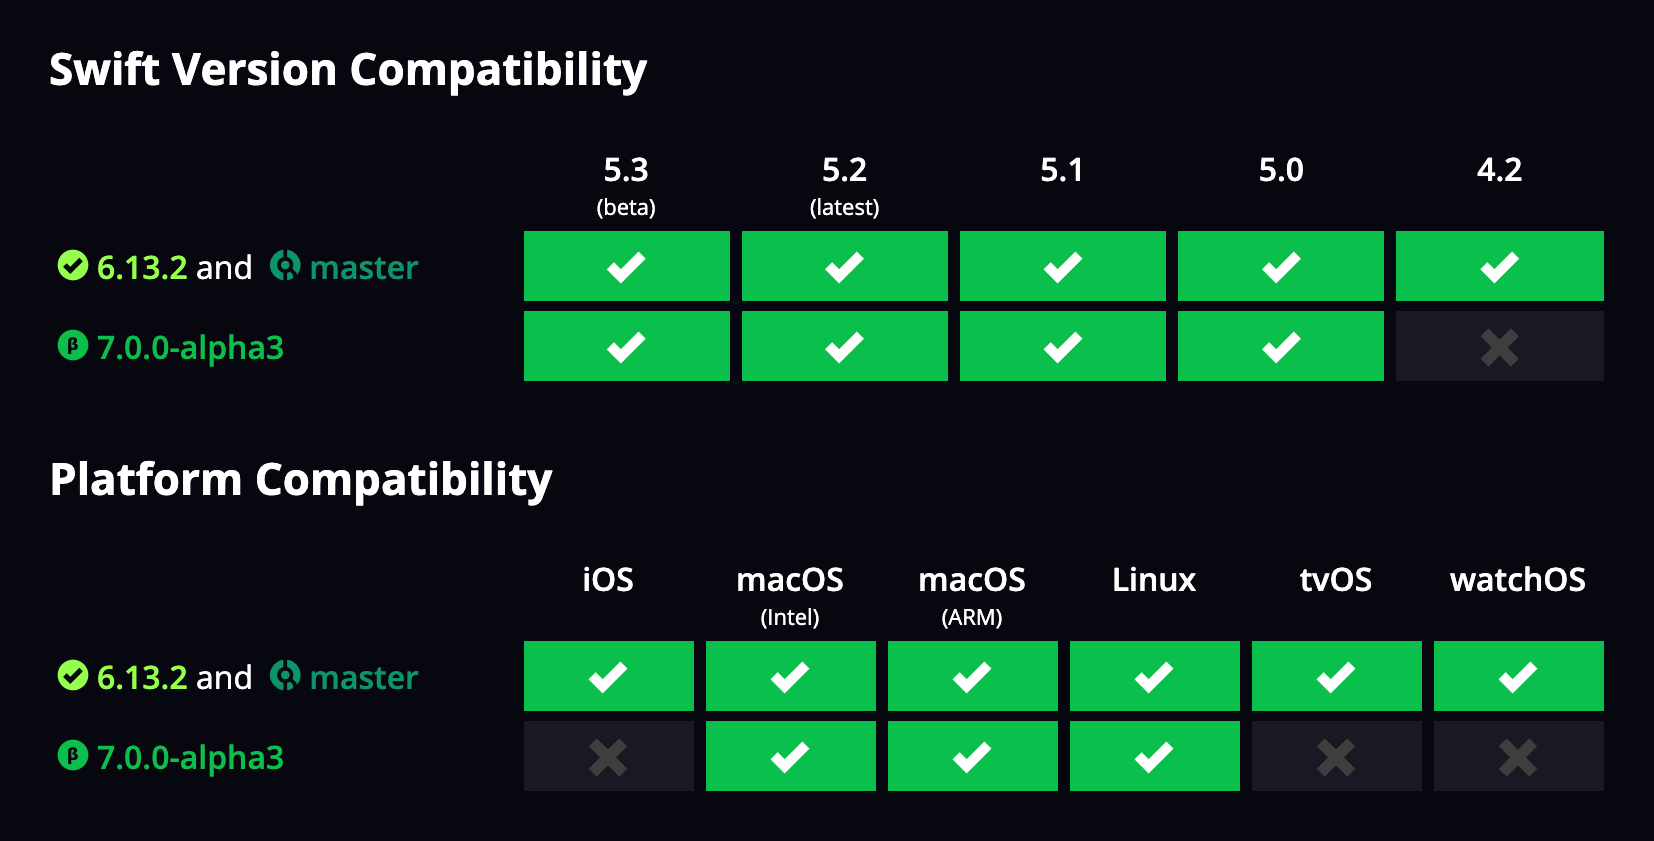 Swift Version Compatibility
5.3 5.2 5.1 5.0 4.2
(beta) (latest)
6.13.2 and master
β 7.0.0-alpha3
Platform Compatibility
iOS macOS macOS Linux tvOS watchOS
(Intel) (ARM)
6.13.2 and master
β 7.0.0-alpha3